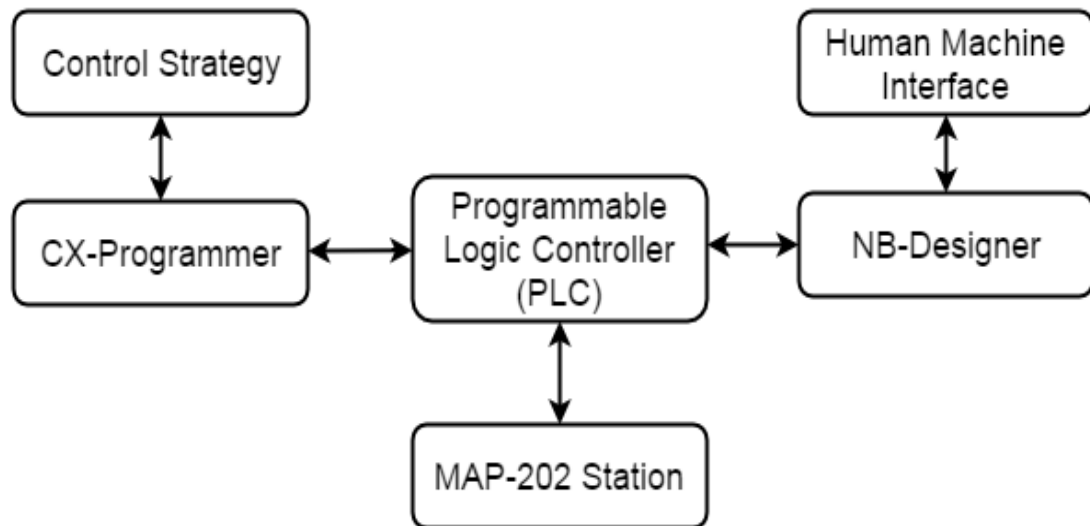 Control Strategy
Human Machine
Interface
CX-Programmer
Programmable
Logic Controller
(PLC)
NB-Designer
MAP-202 Station